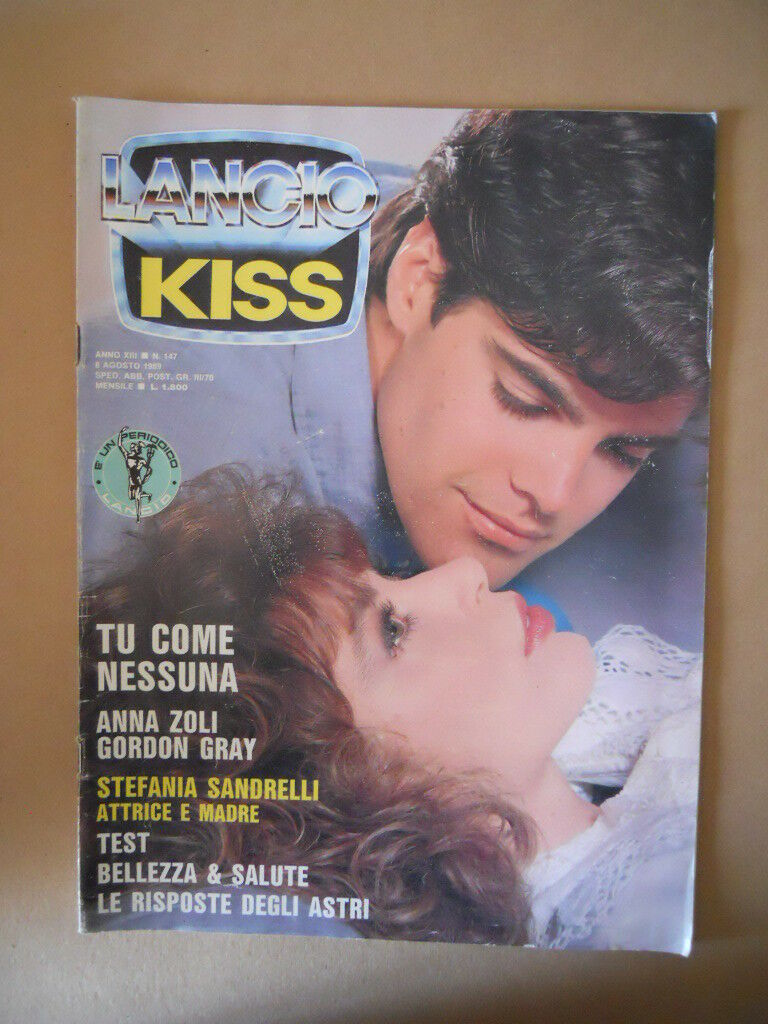 LANCIO
KISS
ANNO XIII ■ N. 147
8 AGOSTO 1989
SPED. ABB. POST. GR. III/70
MENSILE ■ L. 1.800
E' UN PERIODICO
LANCIO
TU COME
NESSUNA
ANNA ZOLI
GORDON GRAY
STEFANIA SANDRELLI
ATTRICE E MADRE
TEST
BELLEZZA & SALUTE
LE RISPOSTE DEGLI ASTRI